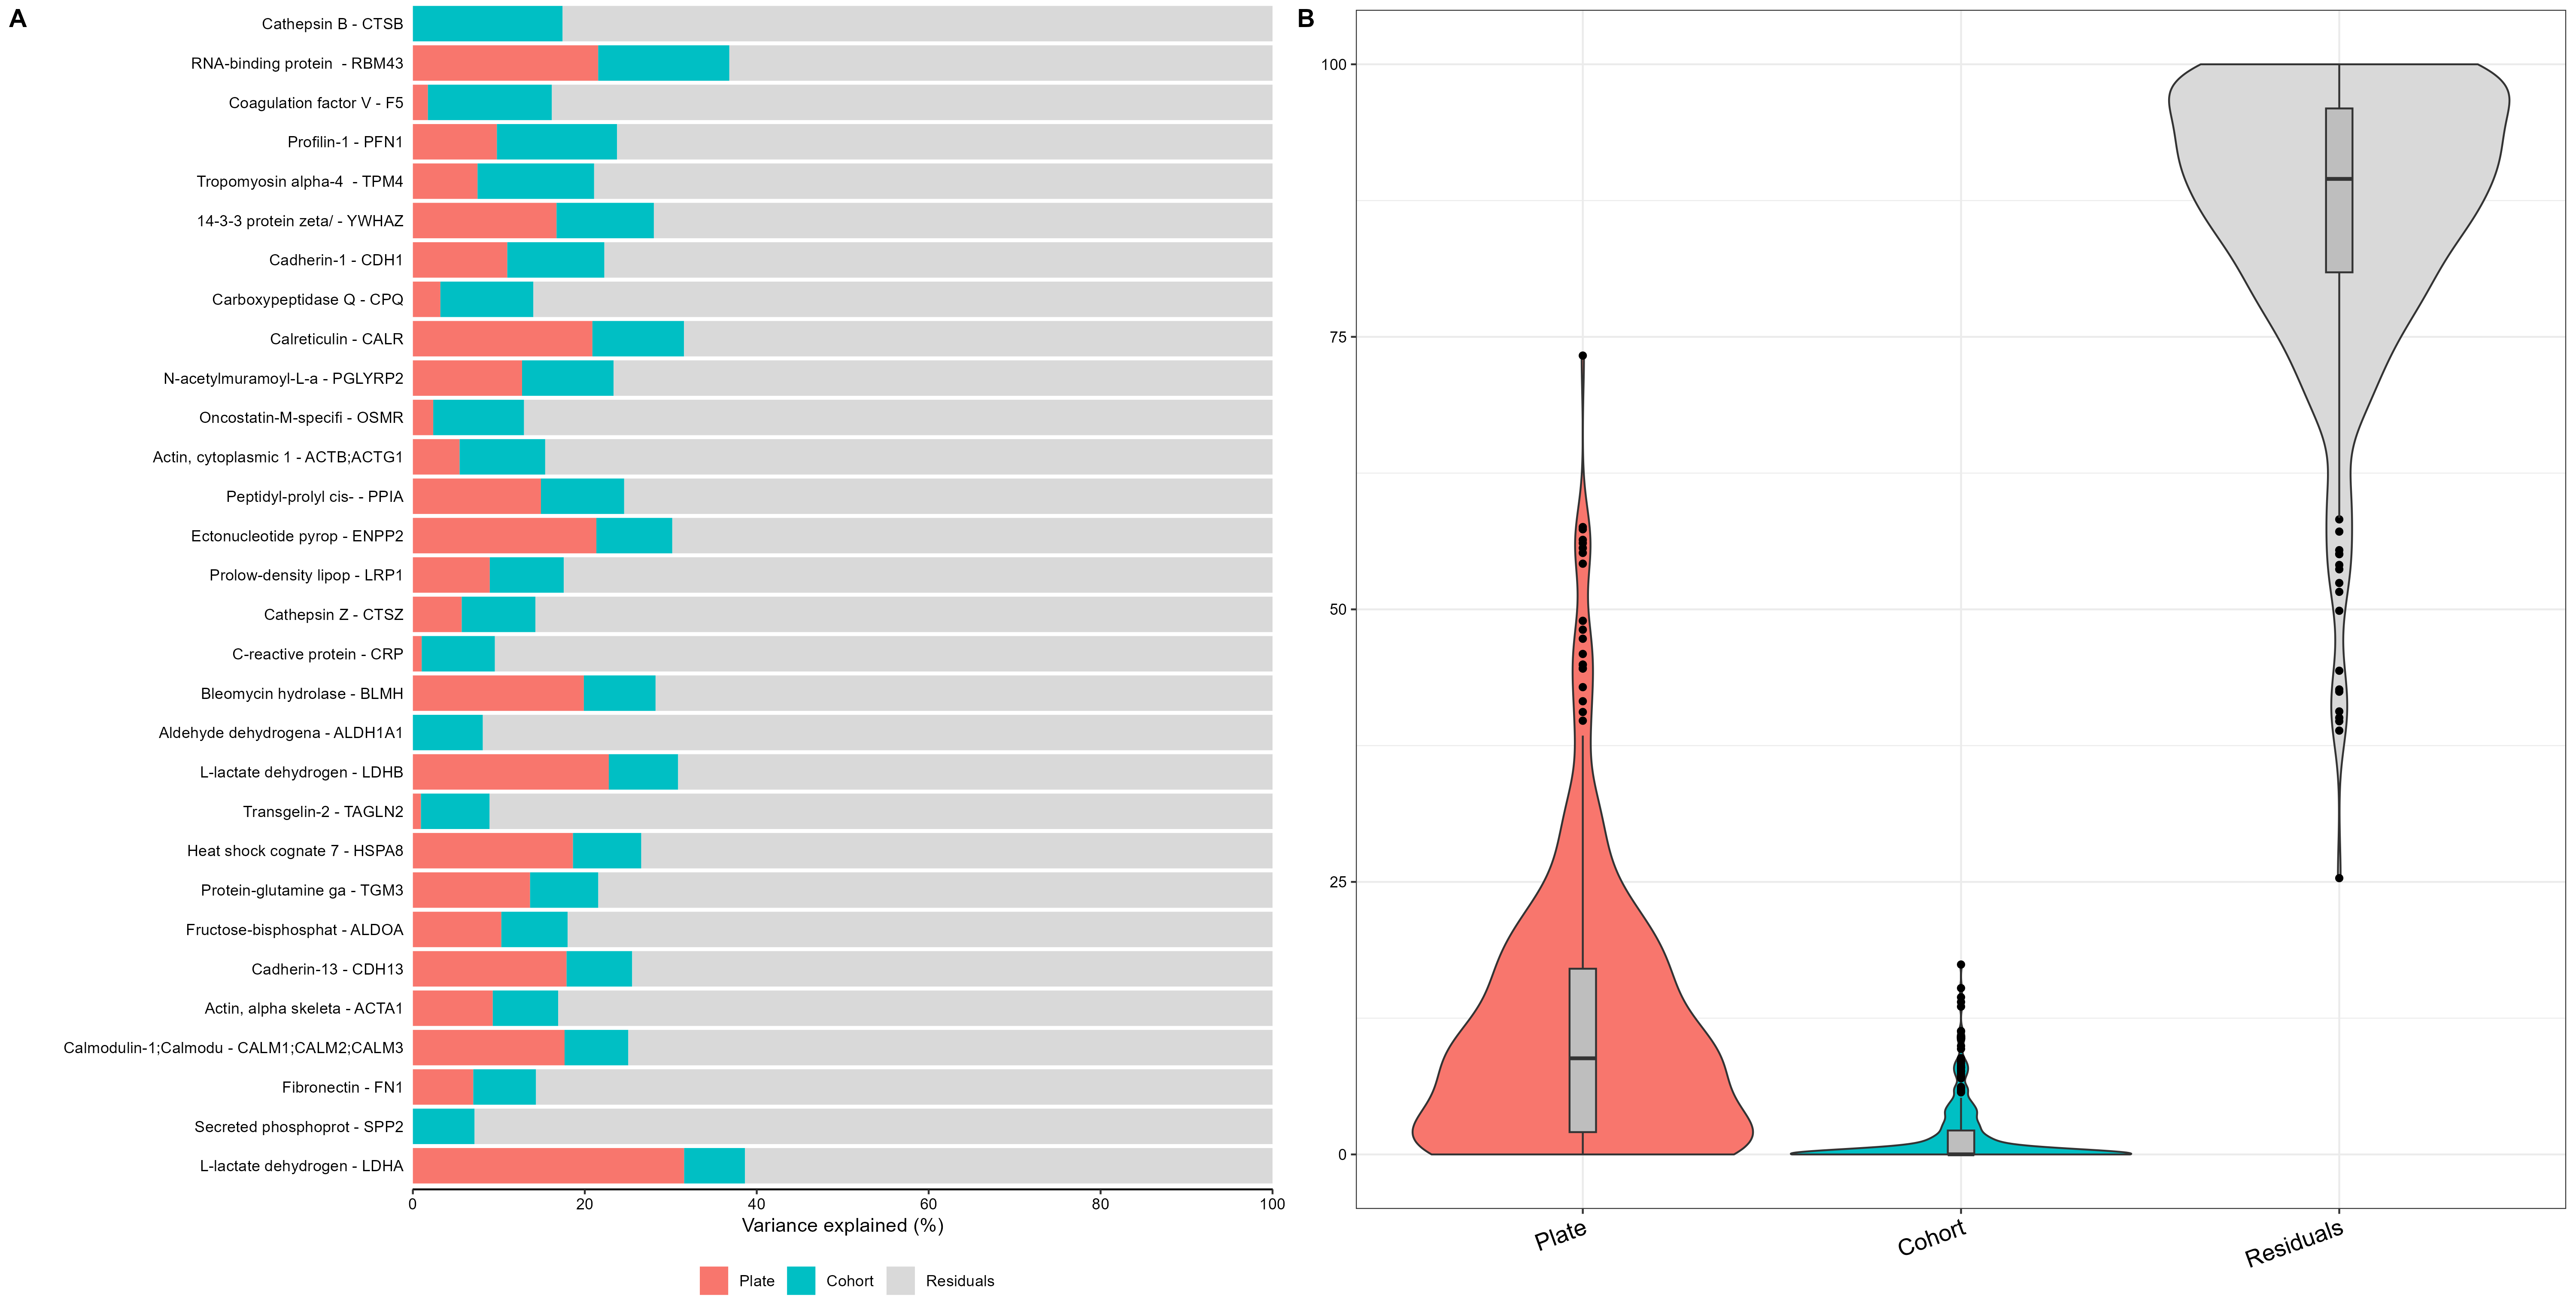 A
Cathepsin B - CTSB
RNA-binding protein  - RBM43
Coagulation factor V - F5
Profilin-1 - PFN1
Tropomyosin alpha-4  - TPM4
14-3-3 protein zeta/ - YWHAZ
Cadherin-1 - CDH1
Carboxypeptidase Q - CPQ
Calreticulin - CALR
N-acetylmuramoyl-L-a - PGLYRP2
Oncostatin-M-specifi - OSMR
Actin, cytoplasmic 1 - ACTB;ACTG1
Peptidyl-prolyl cis- - PPIA
Ectonucleotide pyrop - ENPP2
Prolow-density lipop - LRP1
Cathepsin Z - CTSZ
C-reactive protein - CRP
Bleomycin hydrolase - BLMH
Aldehyde dehydrogena - ALDH1A1
L-lactate dehydrogen - LDHB
Transgelin-2 - TAGLN2
Heat shock cognate 7 - HSPA8
Protein-glutamine ga - TGM3
Fructose-bisphosphat - ALDOA
Cadherin-13 - CDH13
Actin, alpha skeleta - ACTA1
Calmodulin-1;Calmodu - CALM1;CALM2;CALM3
Fibronectin - FN1
Secreted phosphoprot - SPP2
L-lactate dehydrogen - LDHA
0 20 40 60 80 100
Variance explained (%)
Plate Cohort Residuals
B
100
75
50
25
0
Plate Cohort Residuals